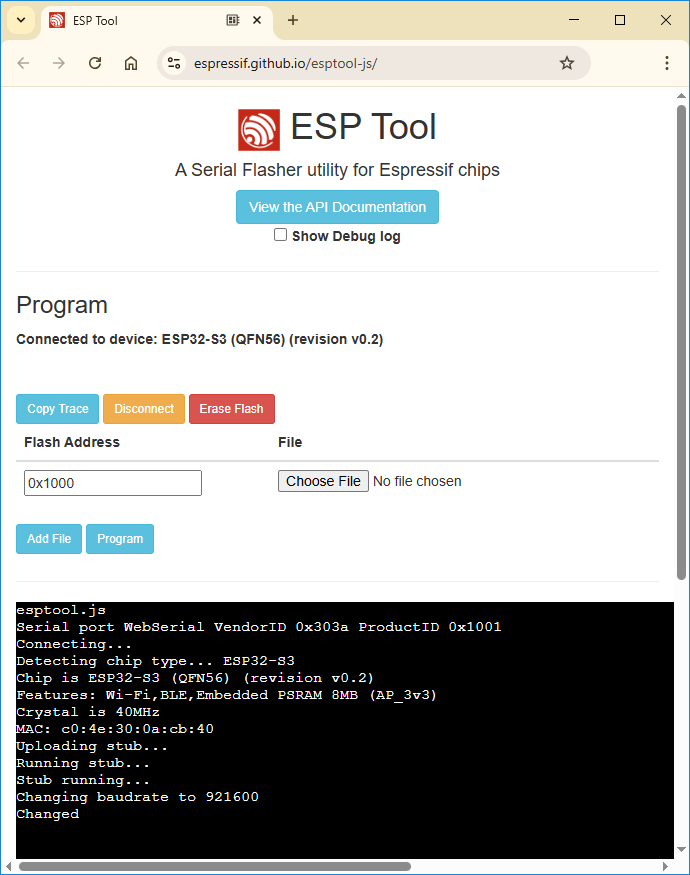 ESP Tool
espressif.github.io/esptool-js/
ESP Tool
A Serial Flasher utility for Espressif chips
View the API Documentation
Show Debug log
Program
Connected to device: ESP32-S3 (QFN56) (revision v0.2)
Copy Trace Disconnect Erase Flash
Flash Address File
0x1000 Choose File No file chosen
Add File Program
esptool.js
Serial port WebSerial VendorID 0x303a ProductID 0x1001
Connecting...
Detecting chip type... ESP32-S3
Chip is ESP32-S3 (QFN56) (revision v0.2)
Features: Wi-Fi,BLE,Embedded PSRAM 8MB (AP_3v3)
Crystal is 40MHz
MAC: c0:4e:30:0a:cb:40
Uploading stub...
Running stub...
Stub running...
Changing baudrate to 921600
Changed